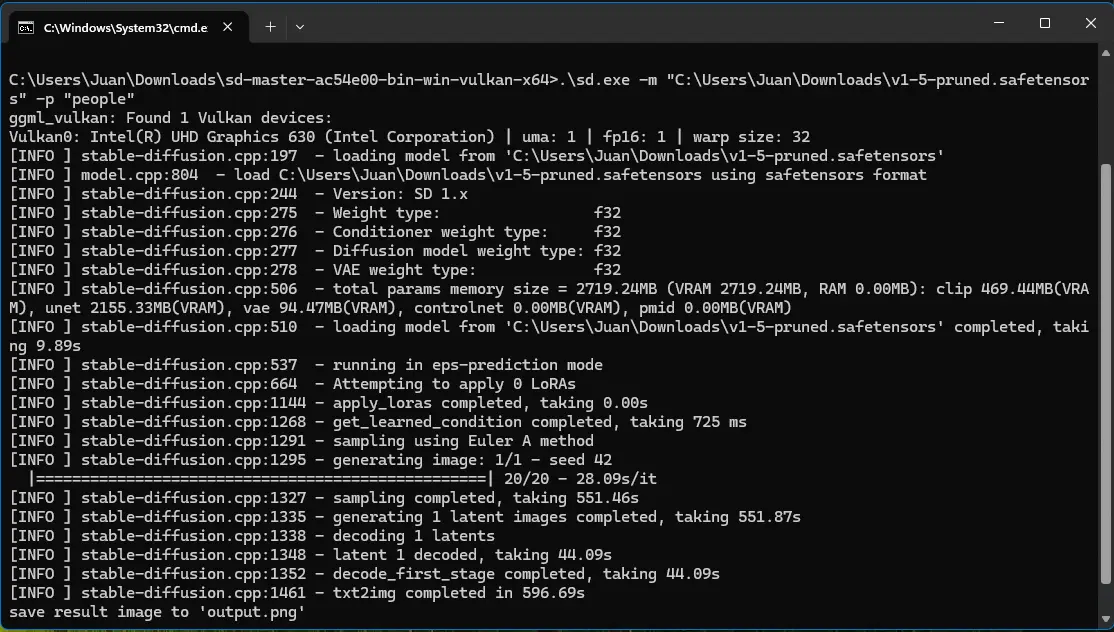 C:\Windows\System32\cmd.e
C:\Users\Juan\Downloads\sd-master-ac54e00-bin-win-vulkan-x64>.\sd.exe -m "C:\Users\Juan\Downloads\v1-5-pruned.safetensor
s" -p "people"
ggml_vulkan: Found 1 Vulkan devices:
Vulkan0: Intel(R) UHD Graphics 630 (Intel Corporation) | uma: 1 | fp16: 1 | warp size: 32
[INFO ] stable-diffusion.cpp:197  - loading model from 'C:\Users\Juan\Downloads\v1-5-pruned.safetensors'
[INFO ] model.cpp:804  - load C:\Users\Juan\Downloads\v1-5-pruned.safetensors using safetensors format
[INFO ] stable-diffusion.cpp:244  - Version: SD 1.x
[INFO ] stable-diffusion.cpp:275  - Weight type:                 f32
[INFO ] stable-diffusion.cpp:276  - Conditioner weight type:     f32
[INFO ] stable-diffusion.cpp:277  - Diffusion model weight type: f32
[INFO ] stable-diffusion.cpp:278  - VAE weight type:             f32
[INFO ] stable-diffusion.cpp:506  - total params memory size = 2719.24MB (VRAM 2719.24MB, RAM 0.00MB): clip 469.44MB(VRA
M), unet 2155.33MB(VRAM), vae 94.47MB(VRAM), controlnet 0.00MB(VRAM), pmid 0.00MB(VRAM)
[INFO ] stable-diffusion.cpp:510  - loading model from 'C:\Users\Juan\Downloads\v1-5-pruned.safetensors' completed, taki
ng 9.89s
[INFO ] stable-diffusion.cpp:537  - running in eps-prediction mode
[INFO ] stable-diffusion.cpp:664  - Attempting to apply 0 LoRAs
[INFO ] stable-diffusion.cpp:1144 - apply_loras completed, taking 0.00s
[INFO ] stable-diffusion.cpp:1268 - get_learned_condition completed, taking 725 ms
[INFO ] stable-diffusion.cpp:1291 - sampling using Euler A method
[INFO ] stable-diffusion.cpp:1295 - generating image: 1/1 - seed 42
  |==================================================| 20/20 - 28.09s/it
[INFO ] stable-diffusion.cpp:1327 - sampling completed, taking 551.46s
[INFO ] stable-diffusion.cpp:1335 - generating 1 latent images completed, taking 551.87s
[INFO ] stable-diffusion.cpp:1338 - decoding 1 latents
[INFO ] stable-diffusion.cpp:1348 - latent 1 decoded, taking 44.09s
[INFO ] stable-diffusion.cpp:1352 - decode_first_stage completed, taking 44.09s
[INFO ] stable-diffusion.cpp:1461 - txt2img completed in 596.69s
save result image to 'output.png'